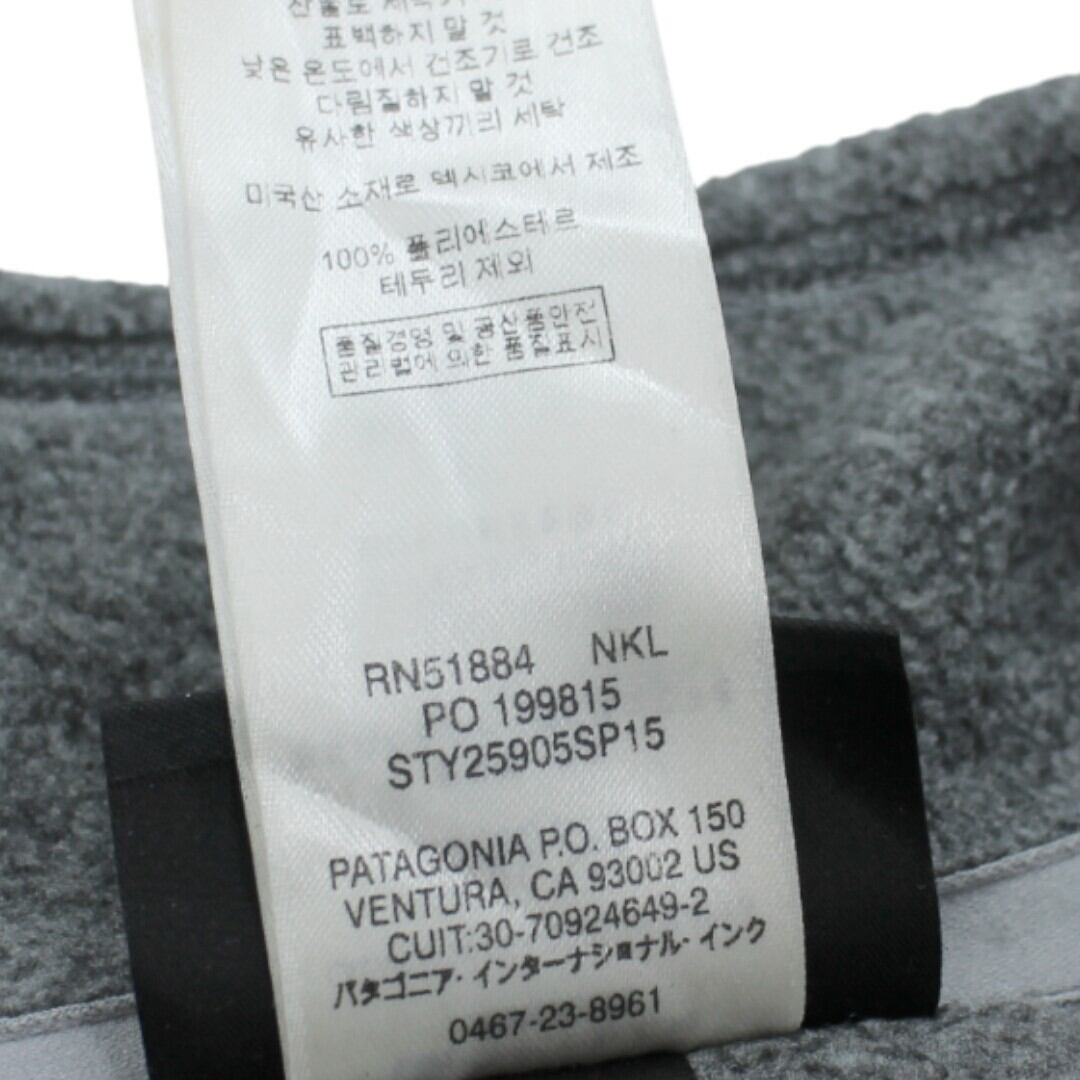 표백하지 말 것
낮은 온도에서 건조기로 건조
다림질하지 말 것
유사한 색상끼리 세탁
미국산 소재로 멕시코에서 제조
100% 폴리에스테르
테두리 제외
품질경영 및 공산품안전
관리법에 의한 품질표시
RN51884 NKL
PO 199815
STY25905SP15
PATAGONIA P.O. BOX 150
VENTURA, CA 93002 US
CUIT:30-70924649-2
パタゴニア・インターナショナル・インク
0467-23-8961